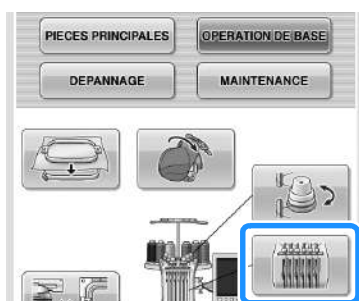 PIECES PRINCIPALES
OPERATION DE BASE
DEPANNAGE
MAINTENANCE